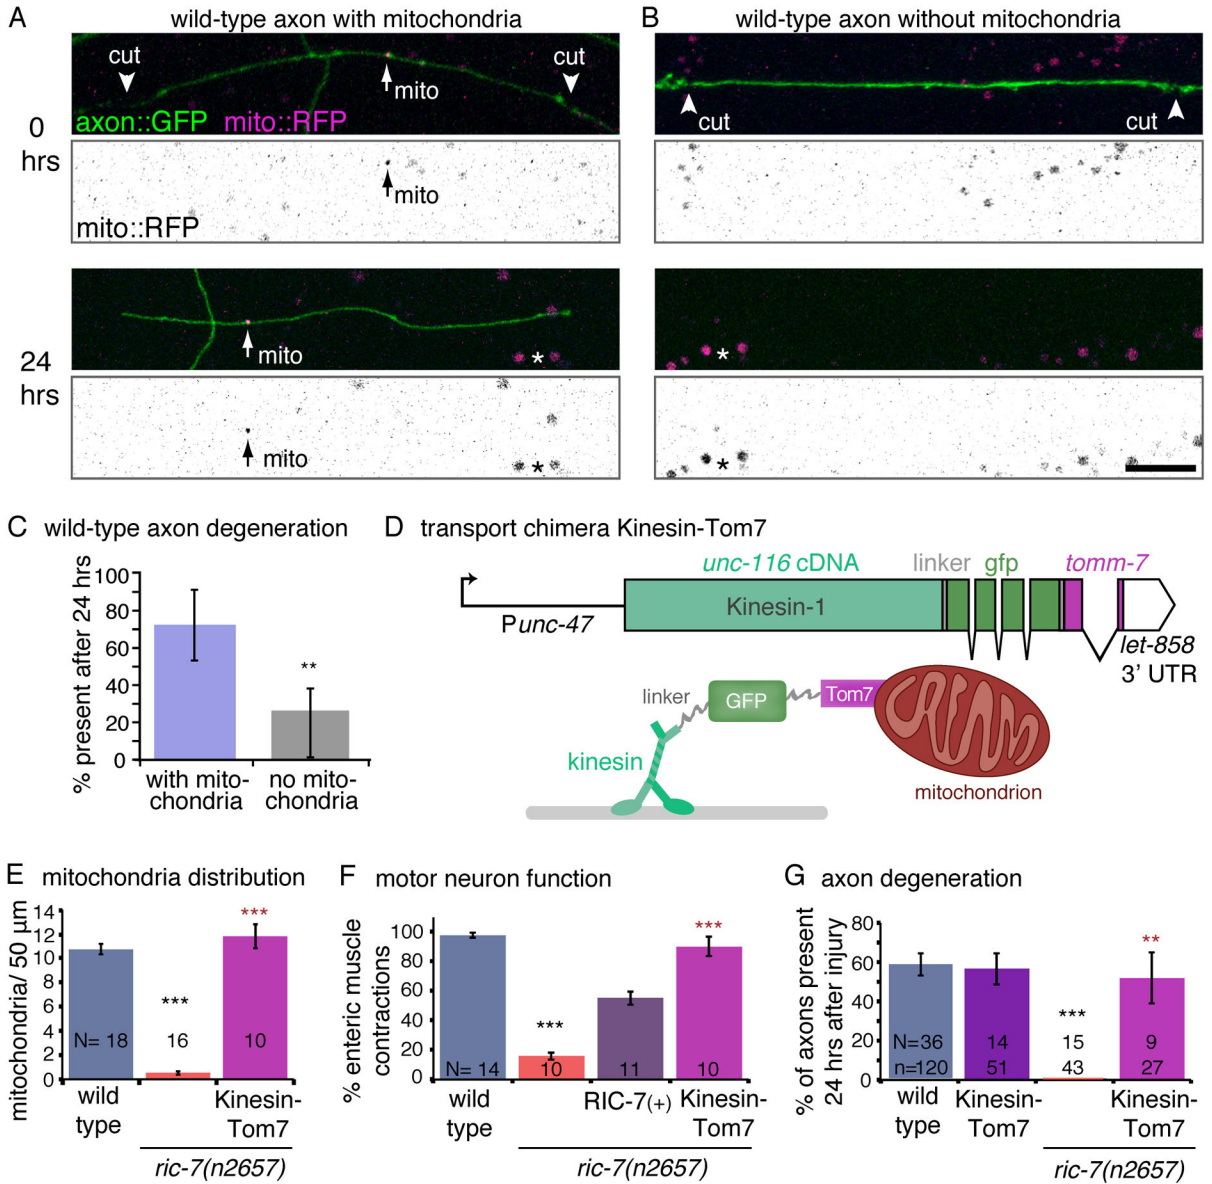 A wild-type axon with mitochondria
cut
cut
mito
axon::GFP mito::RFP
0
hrs
mito
mito::RFP
mito
*
24
hrs
mito
*
B wild-type axon without mitochondria
cut
cut
*
*
C wild-type axon degeneration
% present after 24 hrs
100
80
60
40
20
0
**
with mito-
chondria
no mito-
chondria
D transport chimera Kinesin-Tom7
unc-116 cDNA
linker
gfp
tomm-7
Kinesin-1
Punc-47
let-858
3' UTR
linker
GFP
Tom7
kinesin
mitochondrion
E mitochondria distribution
mitochondria/ 50 µm
14
12
10
8
6
4
2
0
***
***
N= 18
16
10
wild
type
Kinesin-
Tom7
ric-7(n2657)
F motor neuron function
% enteric muscle
contractions
100
80
60
40
20
0
***
***
N= 14
10
11
10
wild
type
RIC-7(+)
Kinesin-
Tom7
ric-7(n2657)
G axon degeneration
% of axons present
24 hrs after injury
80
60
40
20
0
**
***
N=36
14
15
9
n=120
51
43
27
wild
type
Kinesin-
Tom7
Kinesin-
Tom7
ric-7(n2657)